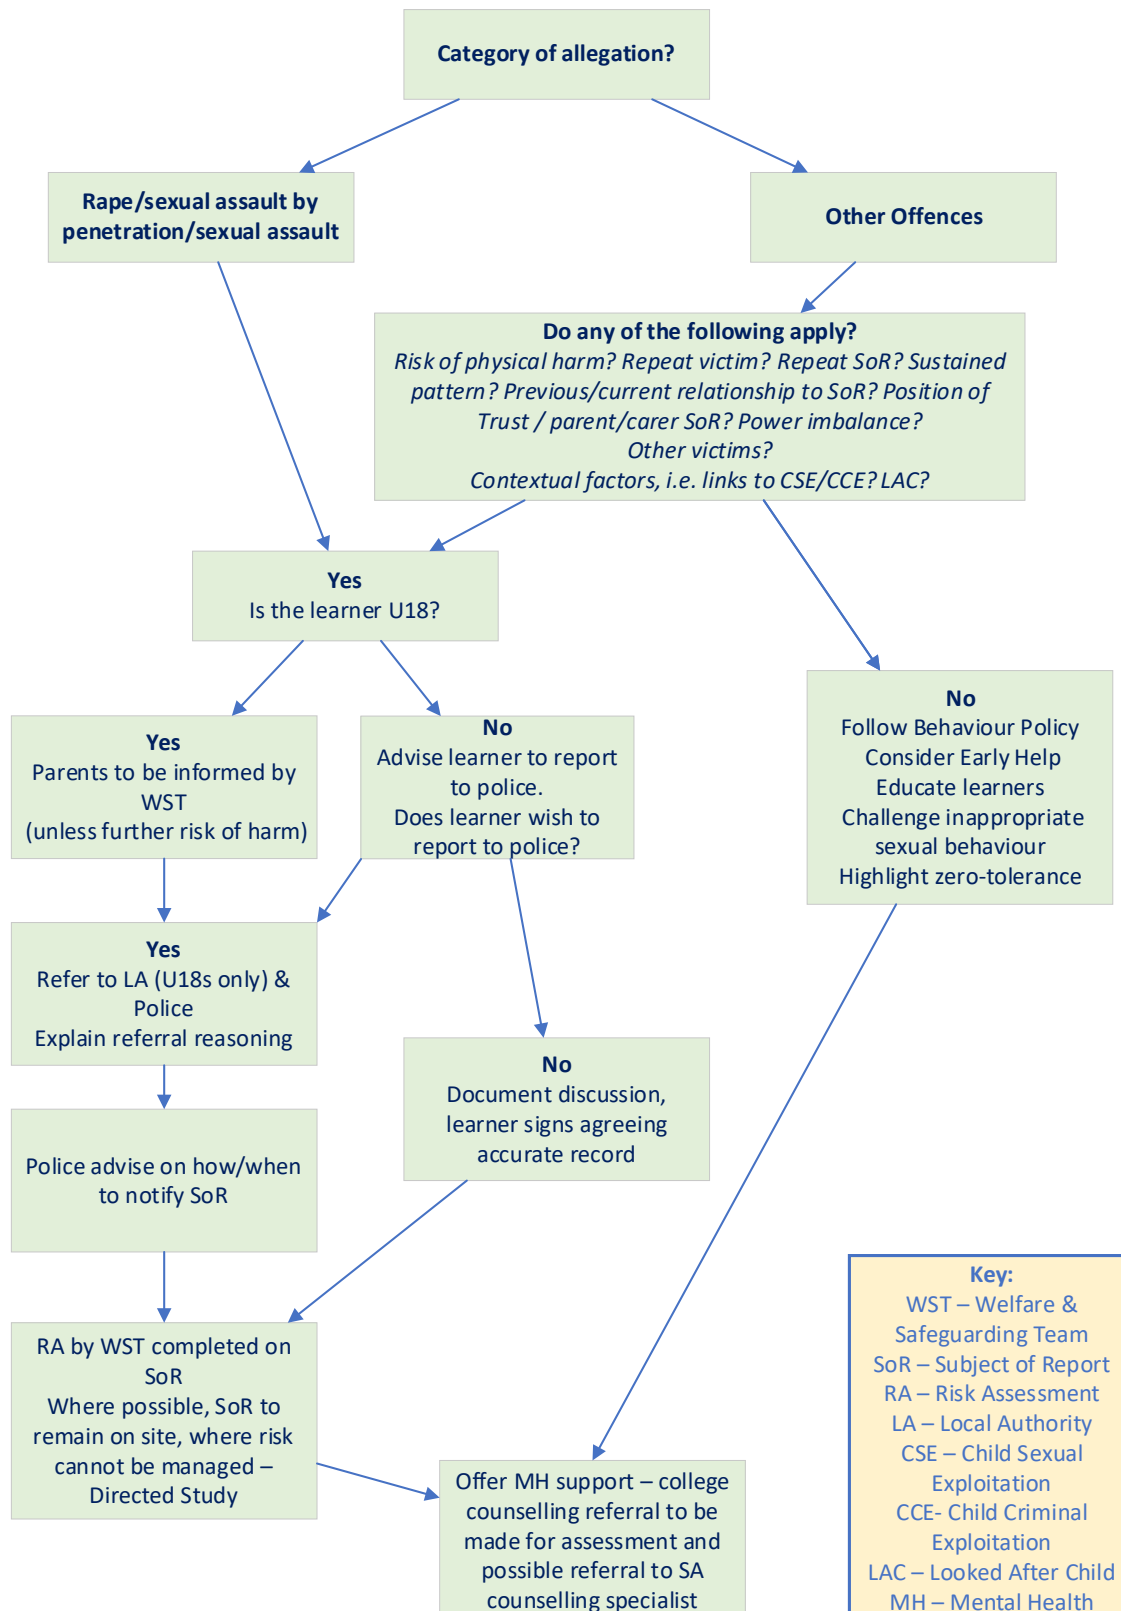 Category of allegation?
Rape/sexual assault by
penetration/sexual assault
Other Offences
Do any of the following apply?
Risk of physical harm? Repeat victim? Repeat SoR? Sustained
pattern? Previous/current relationship to SoR? Position of
Trust / parent/carer SoR? Power imbalance?
Other victims?
Contextual factors, i.e. links to CSE/CCE? LAC?
Yes
Is the learner U18?
Yes
Parents to be informed by
WST
(unless further risk of harm)
No
Advise learner to report
to police.
Does learner wish to
report to police?
No
Follow Behaviour Policy
Consider Early Help
Educate learners
Challenge inappropriate
sexual behaviour
Highlight zero-tolerance
Yes
Refer to LA (U18s only) &
Police
Explain referral reasoning
No
Document discussion,
learner signs agreeing
accurate record
Police advise on how/when
to notify SoR
RA by WST completed on
SoR
Where possible, SoR to
remain on site, where risk
cannot be managed –
Directed Study
Offer MH support – college
counselling referral to be
made for assessment and
possible referral to SA
counselling specialist
Key:
WST – Welfare &
Safeguarding Team
SoR – Subject of Report
RA – Risk Assessment
LA – Local Authority
CSE – Child Sexual
Exploitation
CCE- Child Criminal
Exploitation
LAC – Looked After Child
MH – Mental Health